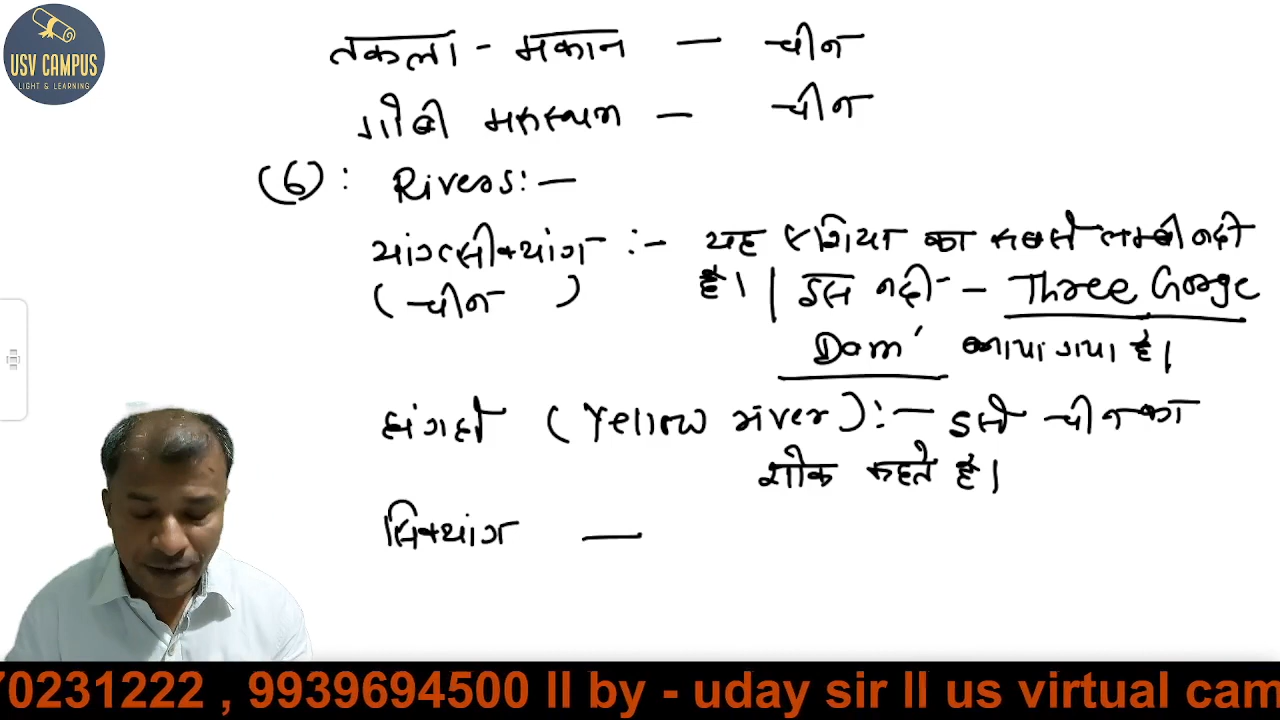 USV CAMPUS
LIGHT & LEARNING
तकला - मकान — चीन
गोबी मरूस्थल — चीन
(6) : Rivers :—
यांगत्सीक्यांग :- यह एशिया का सबसे लम्बी नदी
(चीन) है। इस नदी — Three Gorge
Dam' बनाया गया है।
ह्वांगहो (Yellow river) :— इसे चीन का
शोक कहते है।
सिक्यांग —
70231222 , 9939694500 ll by - uday sir ll us virtual cam